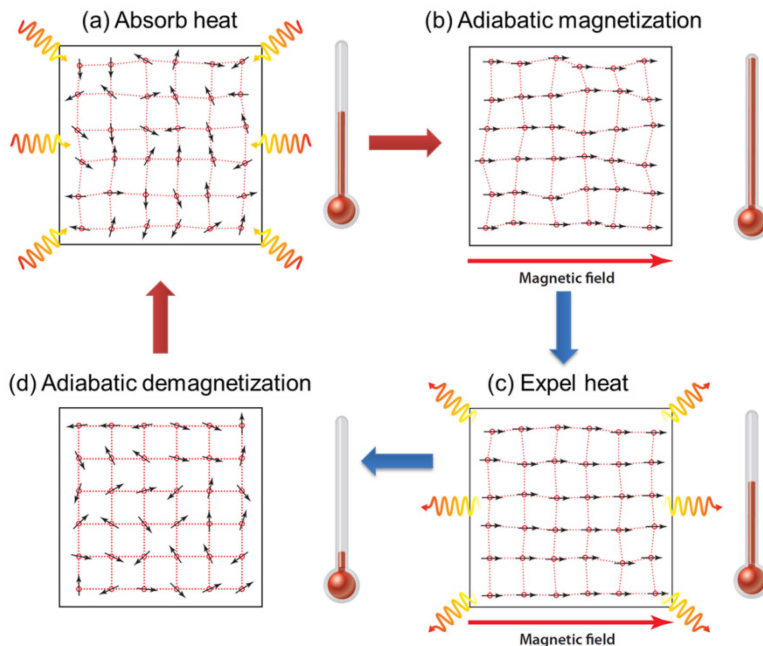 (a) Absorb heat
(b) Adiabatic magnetization
Magnetic field
(d) Adiabatic demagnetization
(c) Expel heat
Magnetic field